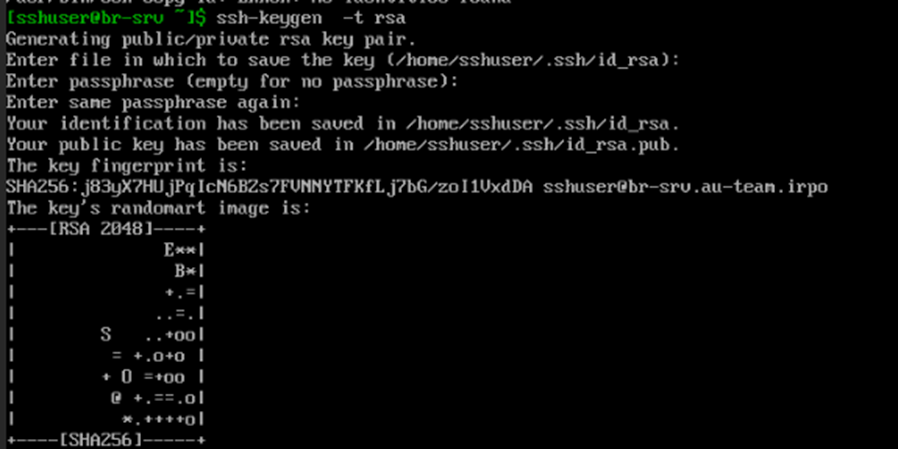 [sshuser@br-srv ~]$ ssh-keygen  -t rsa
Generating public/private rsa key pair.
Enter file in which to save the key (/home/sshuser/.ssh/id_rsa):
Enter passphrase (empty for no passphrase):
Enter same passphrase again:
Your identification has been saved in /home/sshuser/.ssh/id_rsa.
Your public key has been saved in /home/sshuser/.ssh/id_rsa.pub.
The key fingerprint is:
SHA256:j83yX7HUjPqIcN6BZs7FVNNYTFKfLj7bG/zoI1VxdDA sshuser@br-srv.au-team.irpo
The key's randomart image is:
+---[RSA 2048]----+
|              E**|
|               B*|
|              +.=|
|             ..=.|
|        S   ..+oo|
|         = +.o+o |
|        + O =+oo |
|         @ +.==.o|
|          *.++++o|
+----[SHA256]-----+